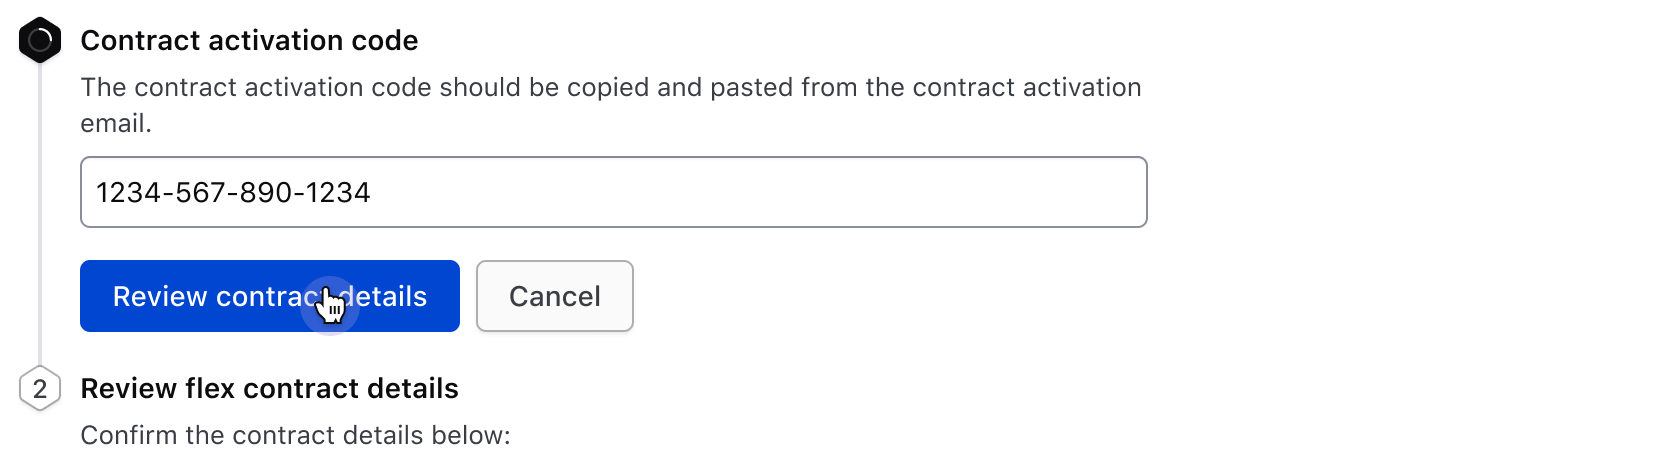 Contract activation code
The contract activation code should be copied and pasted from the contract activation
email.
1234-567-890-1234
Review contract details
Cancel
2
Review flex contract details
Confirm the contract details below: